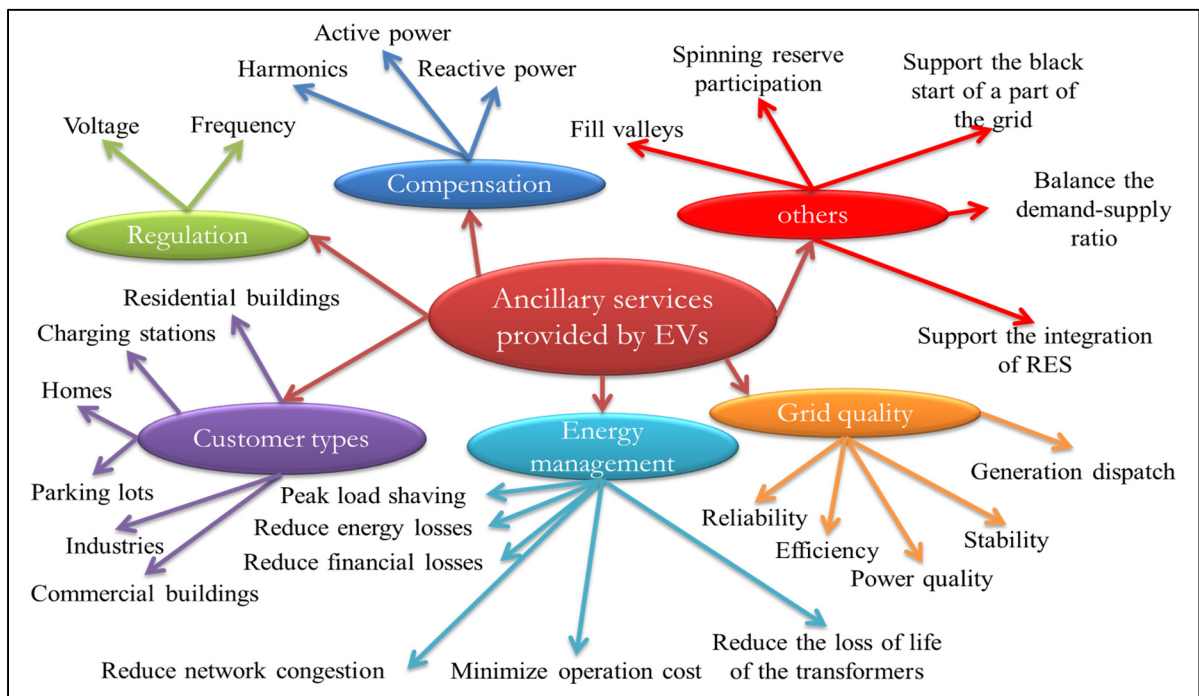 Active power
Harmonics
Reactive power
Voltage
Frequency
Compensation
Regulation
Spinning reserve
participation
Support the black
start of a part of
the grid
Fill valleys
others
Balance the
demand-supply
ratio
Support the integration
of RES
Ancillary services
provided by EVs
Residential buildings
Charging stations
Homes
Customer types
Parking lots
Industries
Commercial buildings
Energy
management
Peak load shaving
Reduce energy losses
Reduce financial losses
Reduce network congestion
Minimize operation cost
Reduce the loss of life
of the transformers
Grid quality
Generation dispatch
Reliability
Efficiency
Power quality
Stability